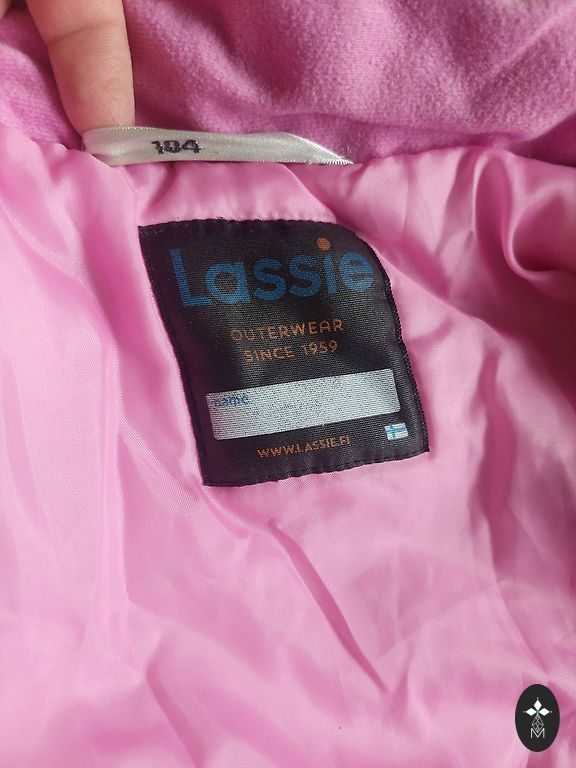 104
Lassie
OUTERWEAR
SINCE 1959
name
WWW.LASSIE.FI
M